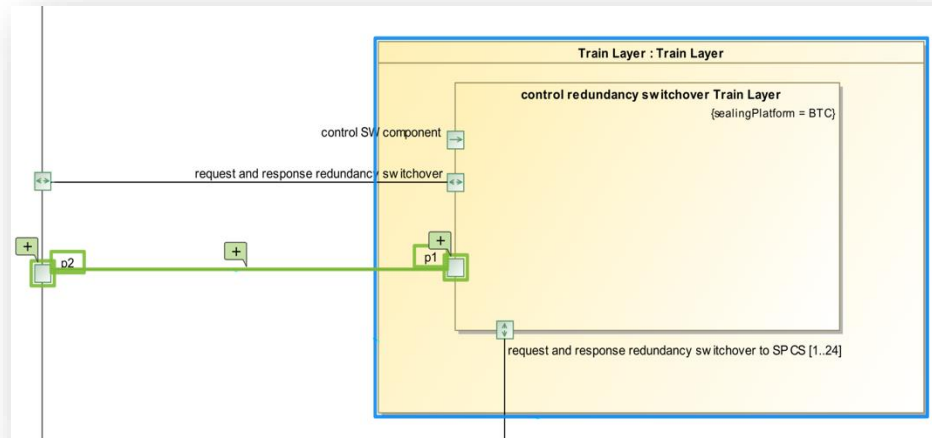 Train Layer : Train Layer
control redundancy switchover Train Layer
{sealingPlatform = BTC}
control SW component
request and response redundancy switchover
+
+
+
p2
p1
request and response redundancy switchover to SPCS [1..24]